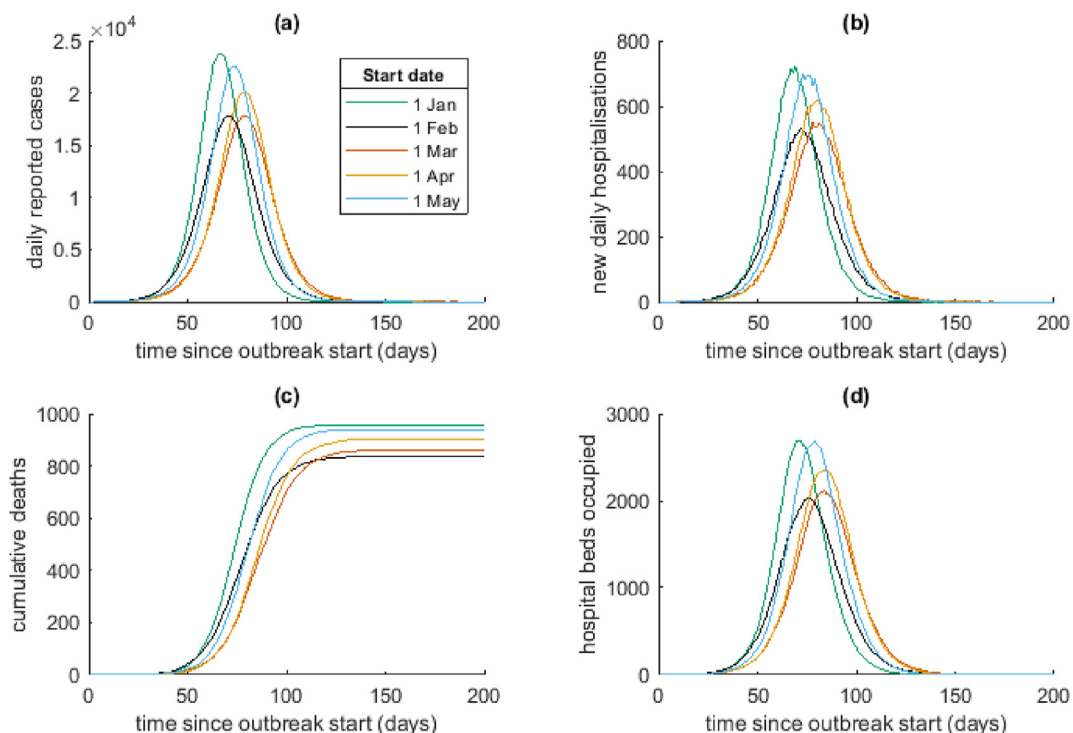 (a)
×10⁴
2.5
2
1.5
1
0.5
0
daily reported cases
Start date
1 Jan
1 Feb
1 Mar
1 Apr
1 May
0 50 100 150 200
time since outbreak start (days)
(b)
800
600
400
200
0
new daily hospitalisations
0 50 100 150 200
time since outbreak start (days)
(c)
1000
800
600
400
200
0
cumulative deaths
0 50 100 150 200
time since outbreak start (days)
(d)
3000
2000
1000
0
hospital beds occupied
0 50 100 150 200
time since outbreak start (days)